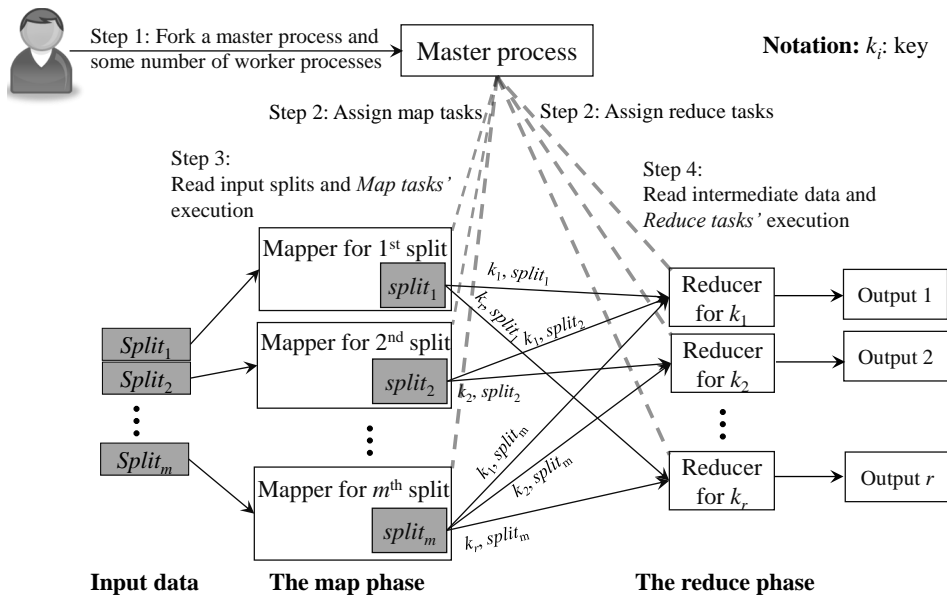 Step 1: Fork a master process and
some number of worker processes
Master process
Notation: kᵢ: key
Step 2: Assign map tasks
Step 2: Assign reduce tasks
Step 3:
Read input splits and Map tasks’
execution
Step 4:
Read intermediate data and
Reduce tasks’ execution
Mapper for 1st split
split₁
Mapper for 2nd split
split₂
Mapper for mth split
splitₘ
Split₁
Split₂
Splitₘ
k₁, split₁
kᵣ, split₁
k₁, split₂
k₂, split₂
k₁, splitₘ
k₂, splitₘ
kᵣ, splitₘ
Reducer
for k₁
Reducer
for k₂
Reducer
for kᵣ
Output 1
Output 2
Output r
Input data
The map phase
The reduce phase